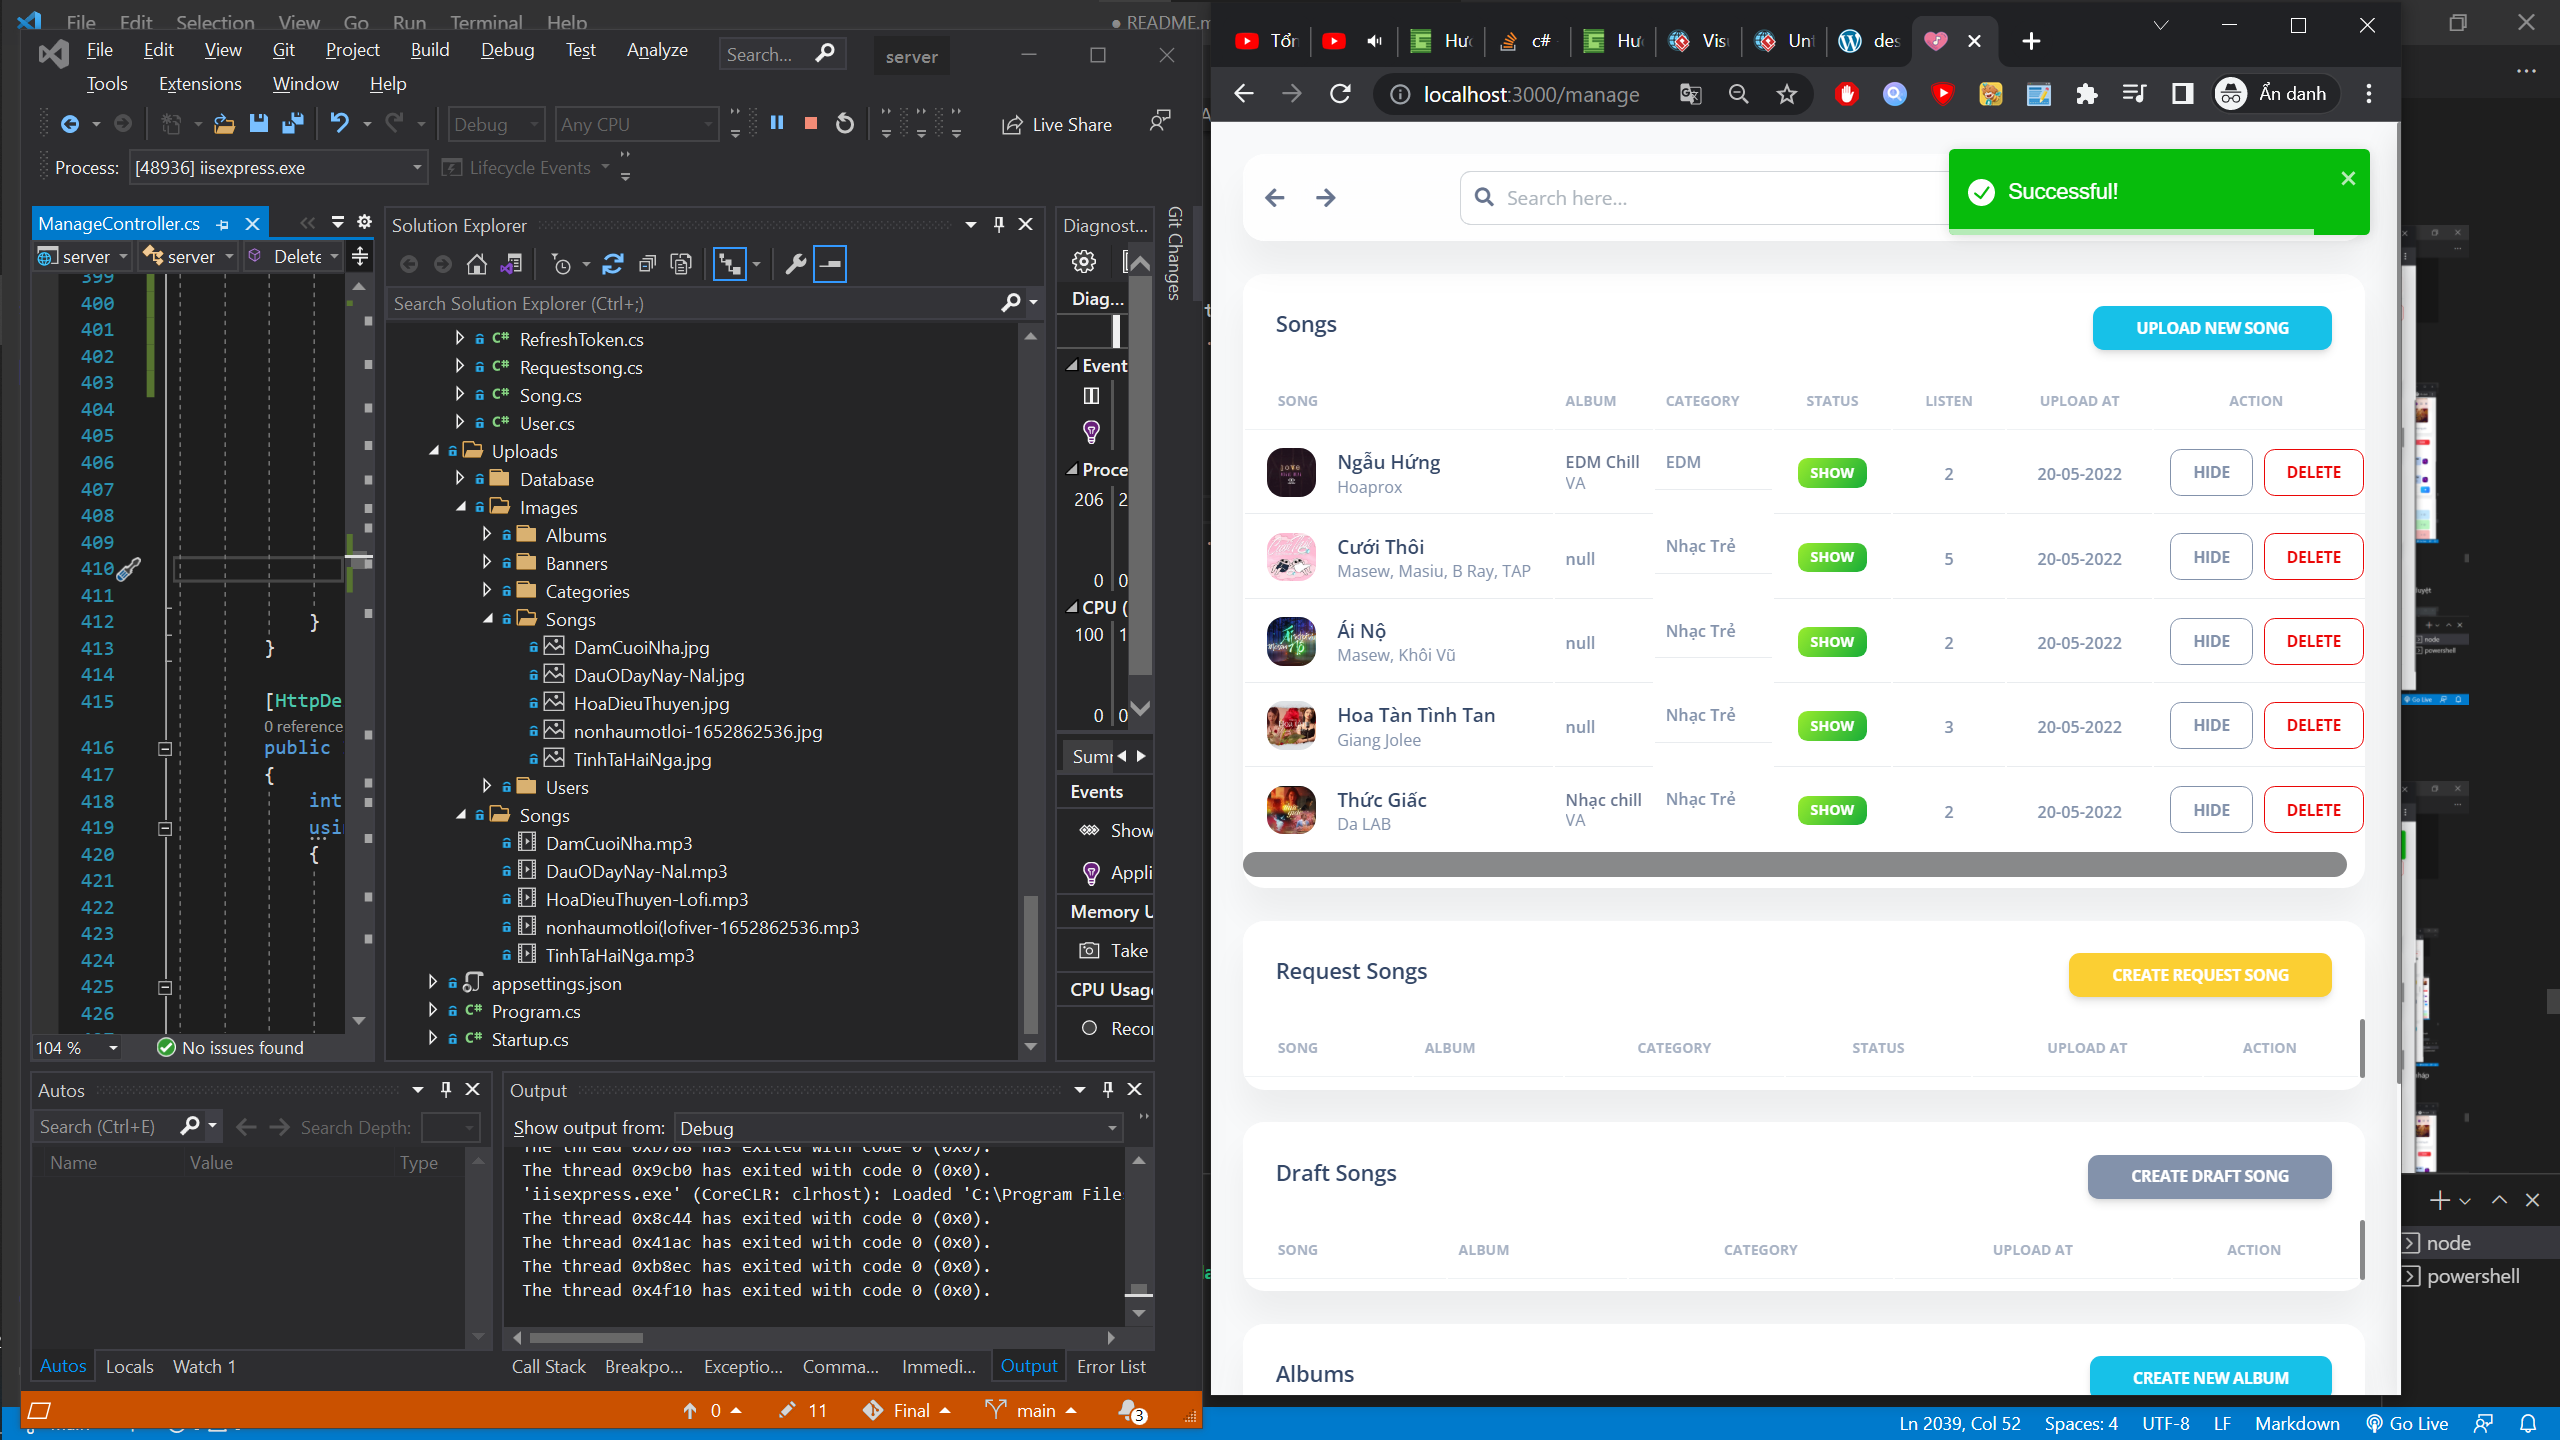 File Edit Selection View Go Run Terminal Help
● README.m
File Edit View Git Project Build Debug Test Analyze
Search...
server
Tools Extensions Window Help
Debug
Any CPU
Live Share
Process: [48936] iisexpress.exe
Lifecycle Events
ManageController.cs
server
server
Delete
399
400
401
402
403
404
405
406
407
408
409
410
411
412 }
413 }
414
415 [HttpDe
0 reference
416 public
417 {
418 int
419 usi
420 {
421
422
423
424
425
426
104 %
No issues found
Solution Explorer
Search Solution Explorer (Ctrl+;)
C# RefreshToken.cs
C# Requestsong.cs
C# Song.cs
C# User.cs
Uploads
Database
Images
Albums
Banners
Categories
Songs
DamCuoiNha.jpg
DauODayNay-Nal.jpg
HoaDieuThuyen.jpg
nonhaumotloi-1652862536.jpg
TinhTaHaiNga.jpg
Users
Songs
DamCuoiNha.mp3
DauODayNay-Nal.mp3
HoaDieuThuyen-Lofi.mp3
nonhaumotloi(lofiver-1652862536.mp3
TinhTaHaiNga.mp3
appsettings.json
C# Program.cs
C# Startup.cs
Diagnost...
Git Changes
Diag...
Event
Proce
206 2
0 0
CPU (
100 1
0 0
Sumr
Events
Show
Appli
Memory U
Take
CPU Usag
Recor
Autos
Search (Ctrl+E)
Search Depth:
Name Value Type
Autos Locals Watch 1
Output
Show output from: Debug
The thread 0xb788 has exited with code 0 (0x0).
The thread 0x9cb0 has exited with code 0 (0x0).
'iisexpress.exe' (CoreCLR: clrhost): Loaded 'C:\Program File
The thread 0x8c44 has exited with code 0 (0x0).
The thread 0x41ac has exited with code 0 (0x0).
The thread 0xb8ec has exited with code 0 (0x0).
The thread 0x4f10 has exited with code 0 (0x0).
Call Stack Breakpo... Exceptio... Comma... Immedi... Output Error List
0 11 Final main 3
Tổn
Hướ
c#
Hướ
Visu
Unt
des
localhost:3000/manage
Ẩn danh
Search here...
Successful!
Songs
UPLOAD NEW SONG
SONG ALBUM CATEGORY STATUS LISTEN UPLOAD AT ACTION
Ngẫu Hứng
Hoaprox
EDM Chill
VA
EDM
SHOW 2 20-05-2022 HIDE DELETE
Cưới Thôi
Masew, Masiu, B Ray, TAP
null
Nhạc Trẻ
SHOW 5 20-05-2022 HIDE DELETE
Ái Nộ
Masew, Khôi Vũ
null
Nhạc Trẻ
SHOW 2 20-05-2022 HIDE DELETE
Hoa Tàn Tình Tan
Giang Jolee
null
Nhạc Trẻ
SHOW 3 20-05-2022 HIDE DELETE
Thức Giấc
Da LAB
Nhạc chill
VA
Nhạc Trẻ
SHOW 2 20-05-2022 HIDE DELETE
Request Songs
CREATE REQUEST SONG
SONG ALBUM CATEGORY STATUS UPLOAD AT ACTION
Draft Songs
CREATE DRAFT SONG
SONG ALBUM CATEGORY UPLOAD AT ACTION
Albums
CREATE NEW ALBUM
node
powershell
Ln 2039, Col 52 Spaces: 4 UTF-8 LF Markdown Go Live